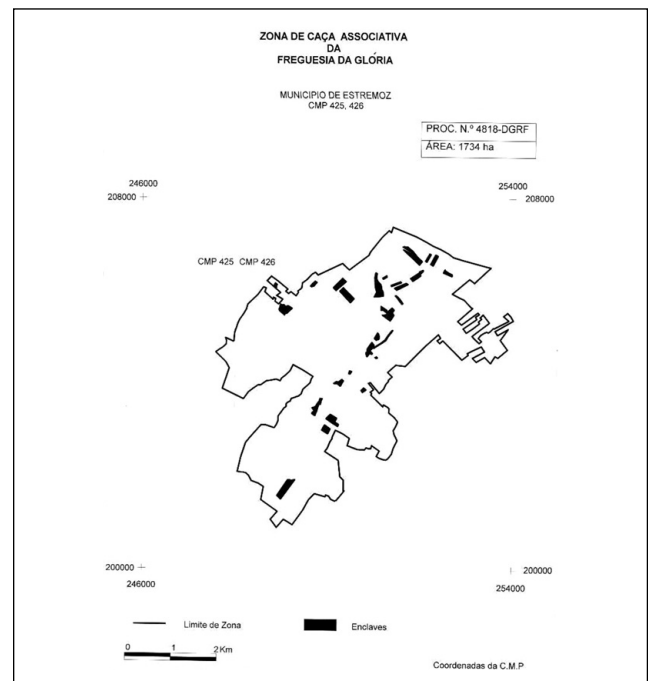 ZONA DE CAÇA ASSOCIATIVA
DA
FREGUESIA DA GLÓRIA
MUNICIPIO DE ESTREMOZ
CMP 425, 426
PROC. N.º 4818-DGRF
ÁREA: 1734 ha
246000
208000
254000
208000
CMP 425 CMP 426
200000
246000
200000
254000
Limite de Zona
Enclaves
0 1 2 Km
Coordenadas da C.M.P